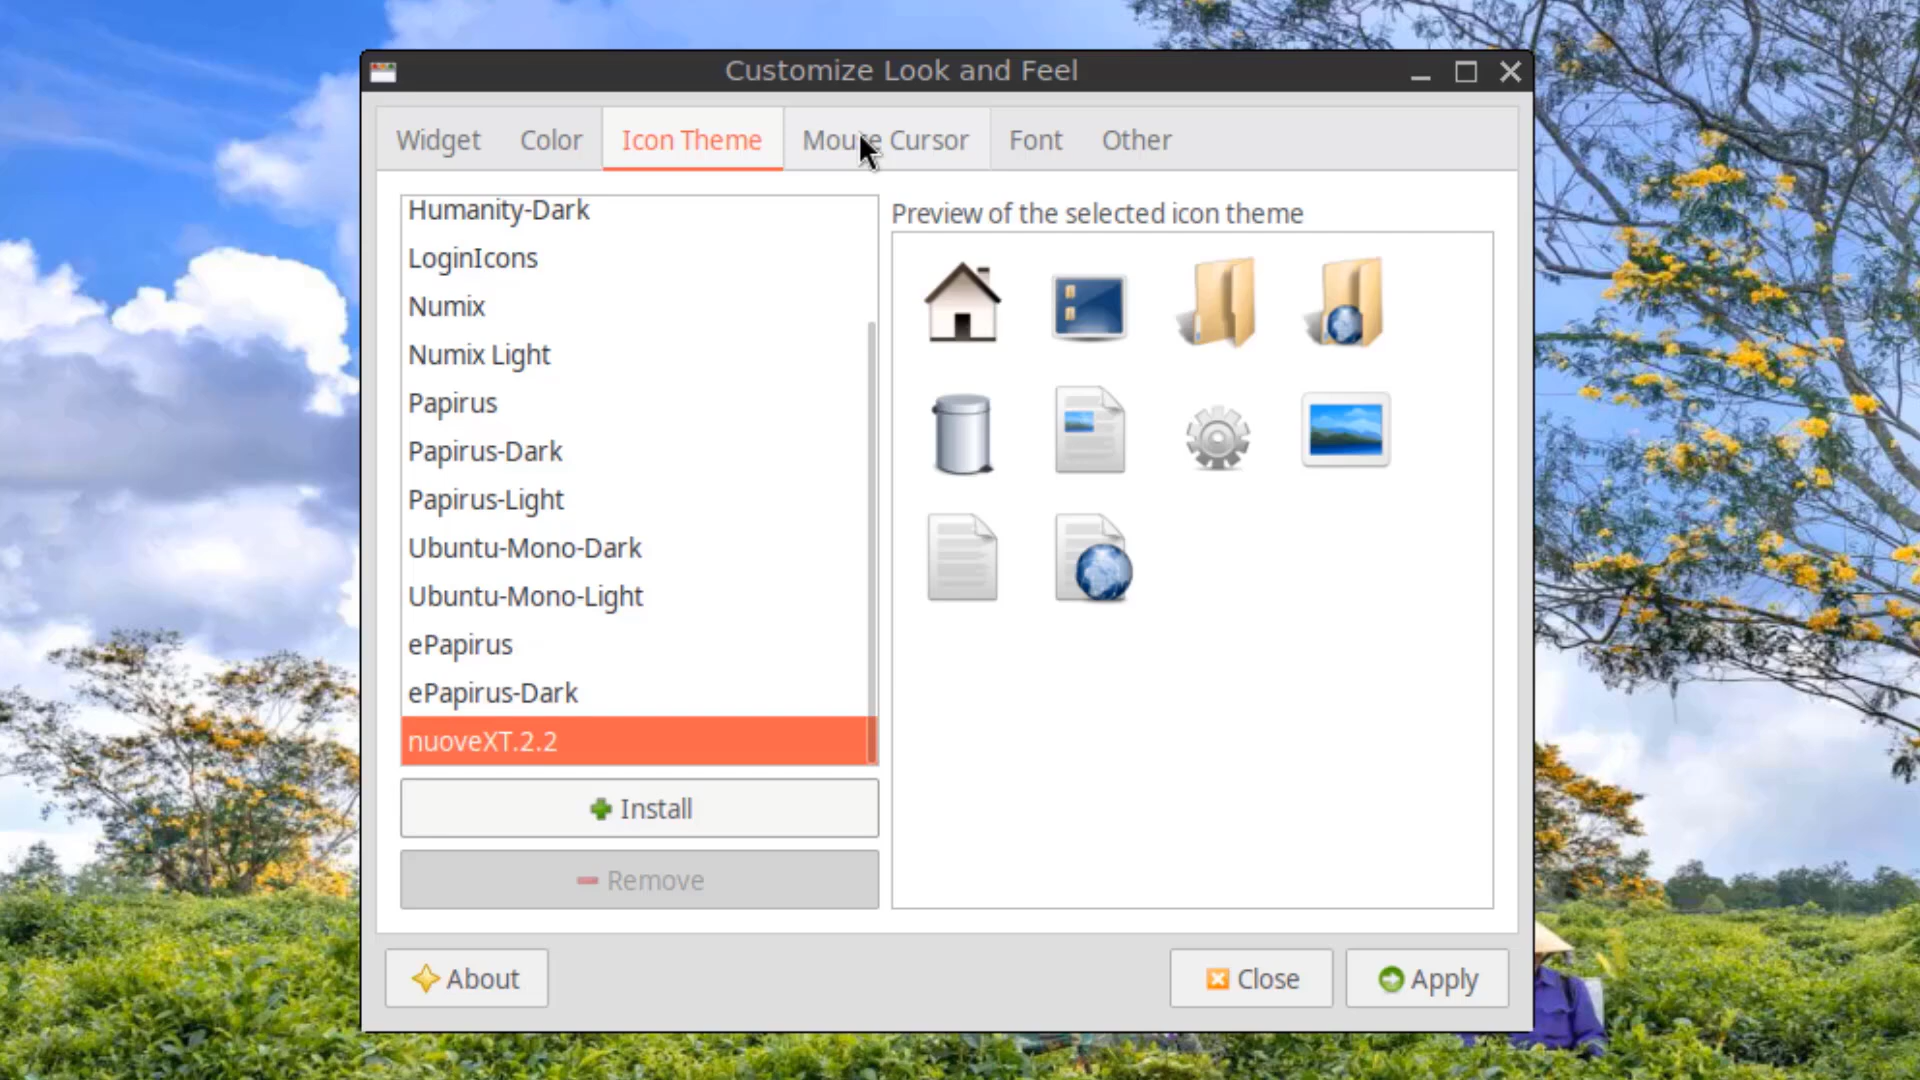 Customize Look and Feel
Widget
Color
Icon Theme
Mouse Cursor
Font
Other
Humanity-Dark
LoginIcons
Numix
Numix Light
Papirus
Papirus-Dark
Papirus-Light
Ubuntu-Mono-Dark
Ubuntu-Mono-Light
ePapirus
ePapirus-Dark
nuoveXT.2.2
Install
Remove
Preview of the selected icon theme
About
Close
Apply